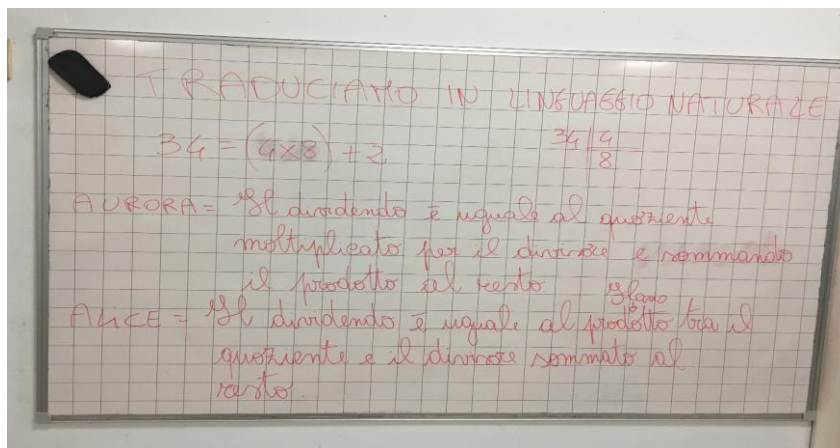 TRADUCIAMO IN LINGUAGGIO NATURALE
34 = (4x8) + 2
34 4
8
AURORA = Il dividendo è uguale al quoziente
moltiplicato per il divisore e sommando
il prodotto al resto
ALICE = Il dividendo è uguale al prodotto tra il
quoziente e il divisore sommato al
resto.